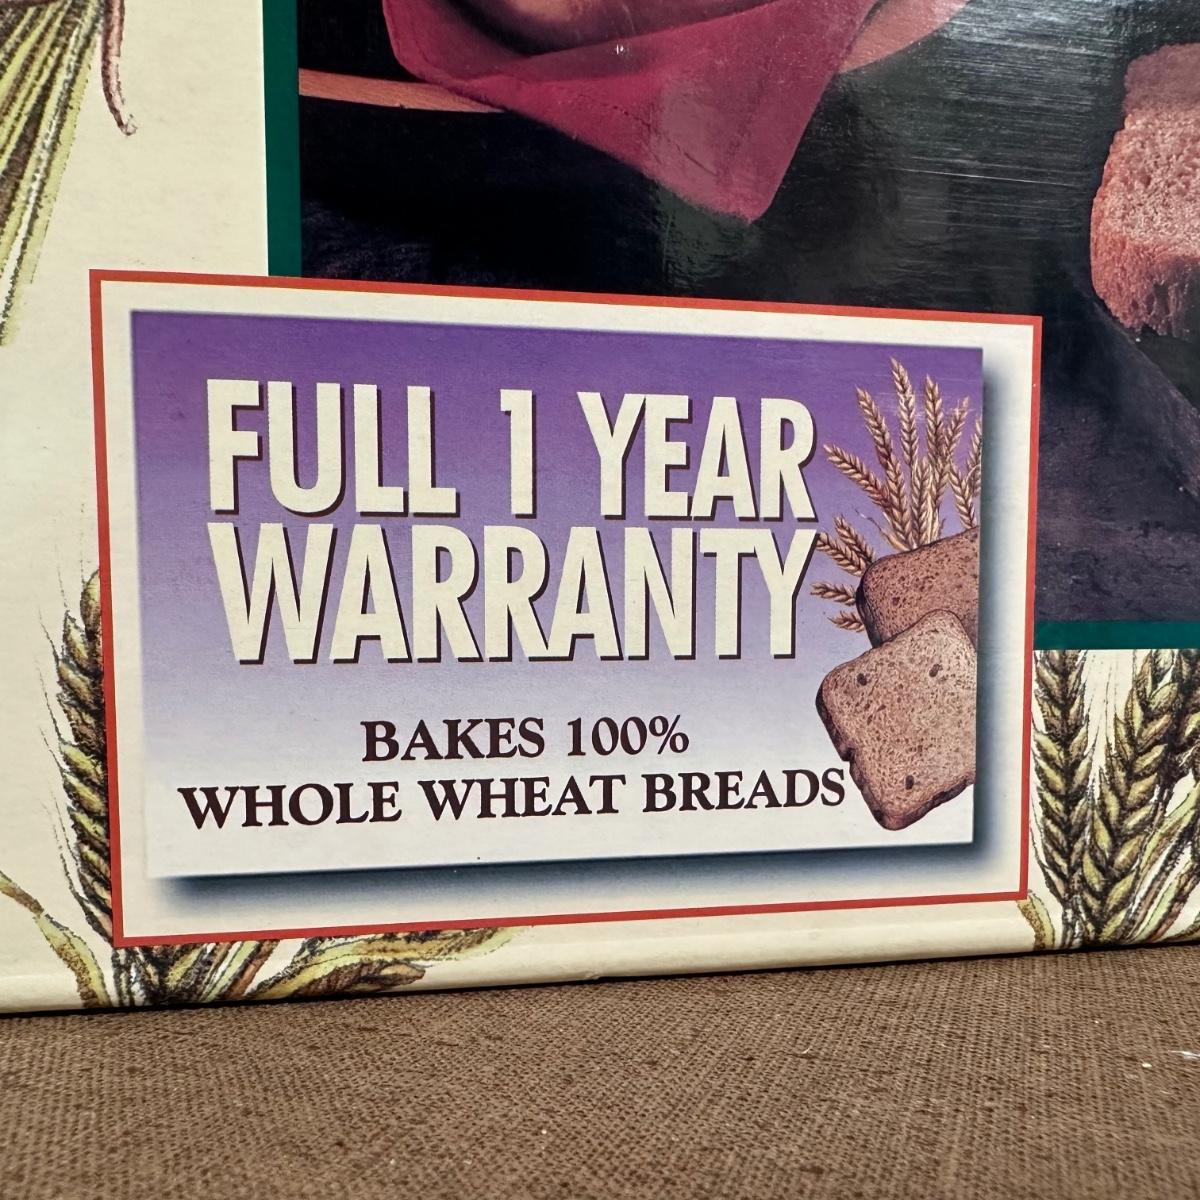 FULL 1 YEAR
WARRANTY
BAKES 100%
WHOLE WHEAT BREADS